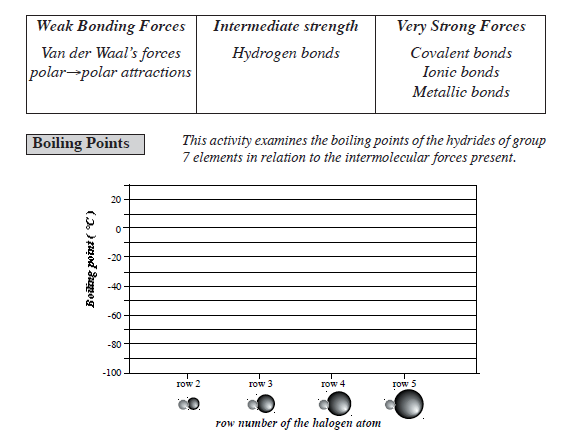 Weak Bonding Forces
Van der Waal's forces
polar→polar attractions
Intermediate strength
Hydrogen bonds
Very Strong Forces
Covalent bonds
Ionic bonds
Metallic bonds
Boiling Points
This activity examines the boiling points of the hydrides of group
7 elements in relation to the intermolecular forces present.
Boiling point ( °C )
20
0
-20
-40
-60
-80
-100
row 2
row 3
row 4
row 5
row number of the halogen atom